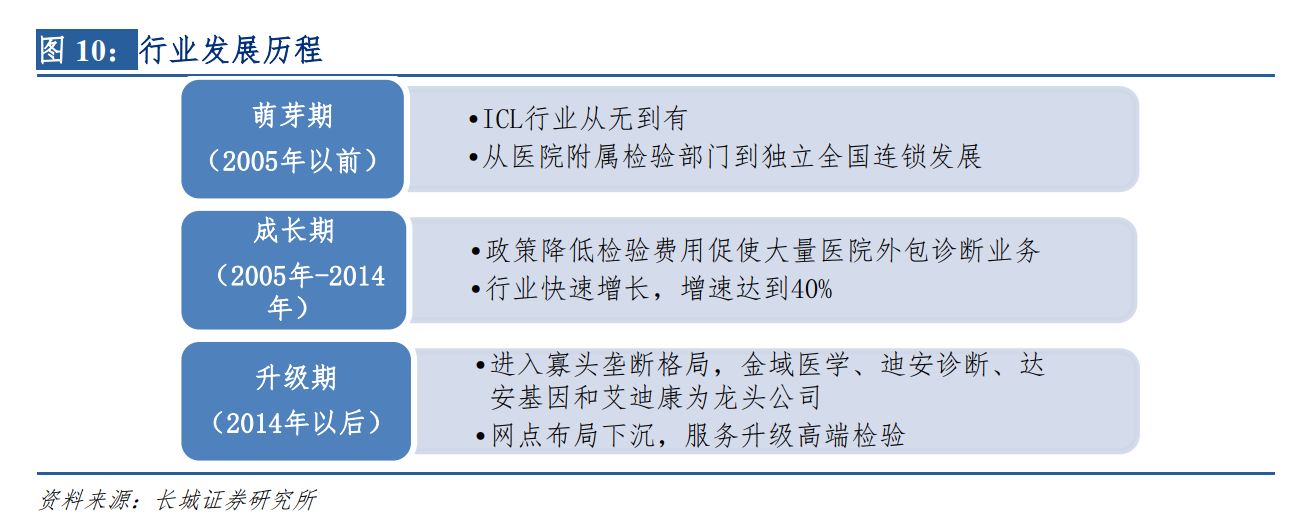 图 10： 行业发展历程
萌芽期
（2005年以前）
•ICL行业从无到有
•从医院附属检验部门到独立全国连锁发展
成长期
（2005年-2014
年）
•政策降低检验费用促使大量医院外包诊断业务
•行业快速增长，增速达到40%
升级期
（2014年以后）
•进入寡头垄断格局，金域医学、迪安诊断、达
安基因和艾迪康为龙头公司
•网点布局下沉，服务升级高端检验
资料来源：长城证券研究所